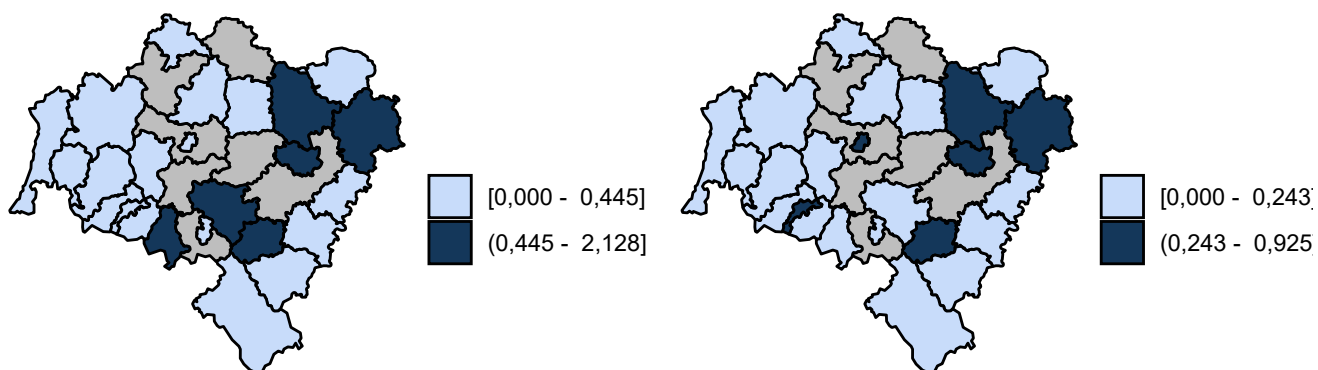 [0,000 -  0,445]
(0,445 -  2,128]
[0,000 -  0,243]
(0,243 -  0,925]